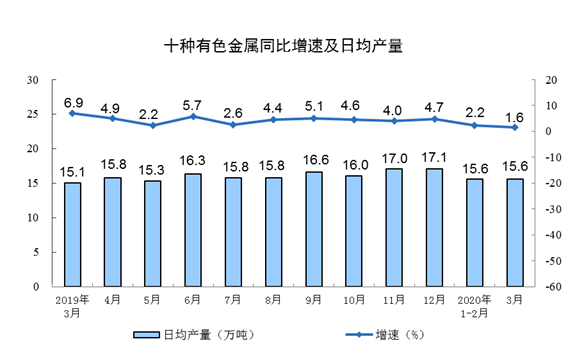 十种有色金属同比增速及日均产量
30 20
6.9 4.9 2.2 5.7 2.6 4.4 5.1 4.6 4.0 4.7 2.2 1.6
25 10
20 0
15.1 15.8 15.3 16.3 15.8 15.8 16.6 16.0 17.0 17.1 15.6 15.6
-10
15 -20
10 -30
5 -40
-50
0 -60
2019年 4月 5月 6月 7月 8月 9月 10月 11月 12月 2020年 3月
3月 1-2月
日均产量（万吨） 增速（%）